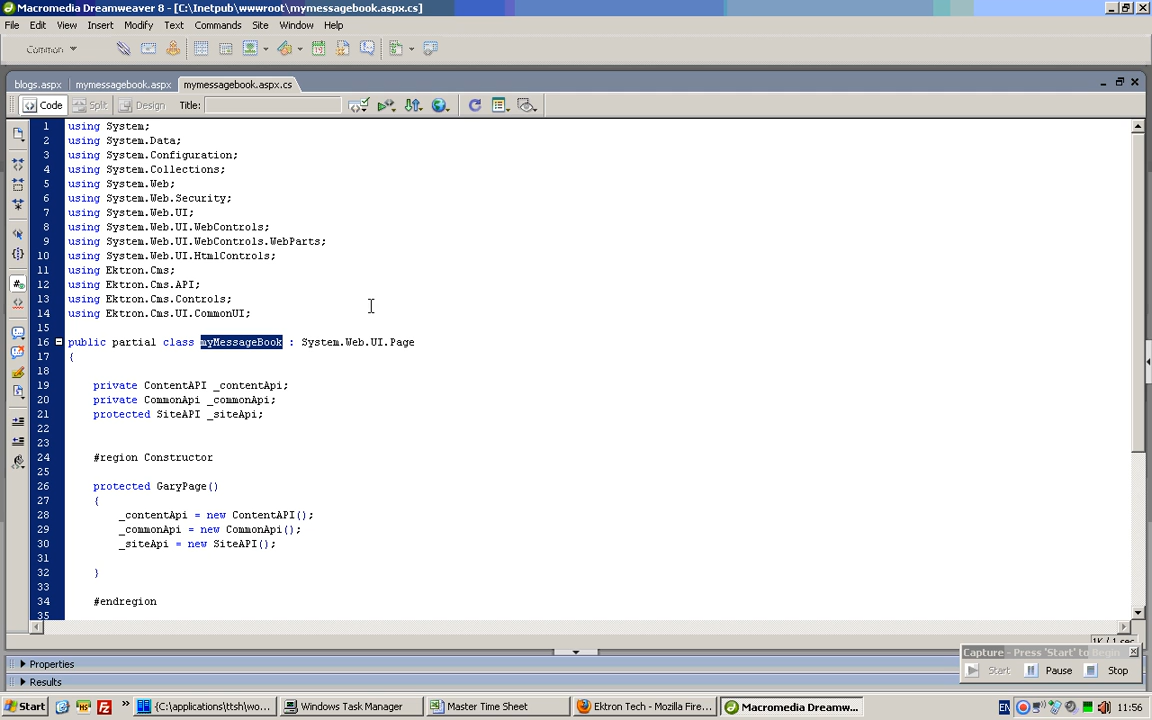 Macromedia Dreamweaver 8 - [C:\Inetpub\wwwroot\mymessagebook.aspx.cs]
File Edit View Insert Modify Text Commands Site Window Help
Common
blogs.aspx mymessagebook.aspx mymessagebook.aspx.cs
Code Split Design Title:
1 using System;
2 using System.Data;
3 using System.Configuration;
4 using System.Collections;
5 using System.Web;
6 using System.Web.Security;
7 using System.Web.UI;
8 using System.Web.UI.WebControls;
9 using System.Web.UI.WebControls.WebParts;
10 using System.Web.UI.HtmlControls;
11 using Ektron.Cms;
12 using Ektron.Cms.API;
13 using Ektron.Cms.Controls;
14 using Ektron.Cms.UI.CommonUI;
15
16 public partial class myMessageBook : System.Web.UI.Page
17 {
18
19 private ContentAPI _contentApi;
20 private CommonApi _commonApi;
21 protected SiteAPI _siteApi;
22
23
24 #region Constructor
25
26 protected GaryPage()
27 {
28 _contentApi = new ContentAPI();
29 _commonApi = new CommonApi();
30 _siteApi = new SiteAPI();
31
32 }
33
34 #endregion
35
1K / 1 sec
Capture - Press 'Start' to Begin
Start Pause Stop
Properties
Results
Start {C:\applications\ttsh\wo... Windows Task Manager Master Time Sheet Ektron Tech - Mozilla Fire... Macromedia Dreamw... EN 11:56